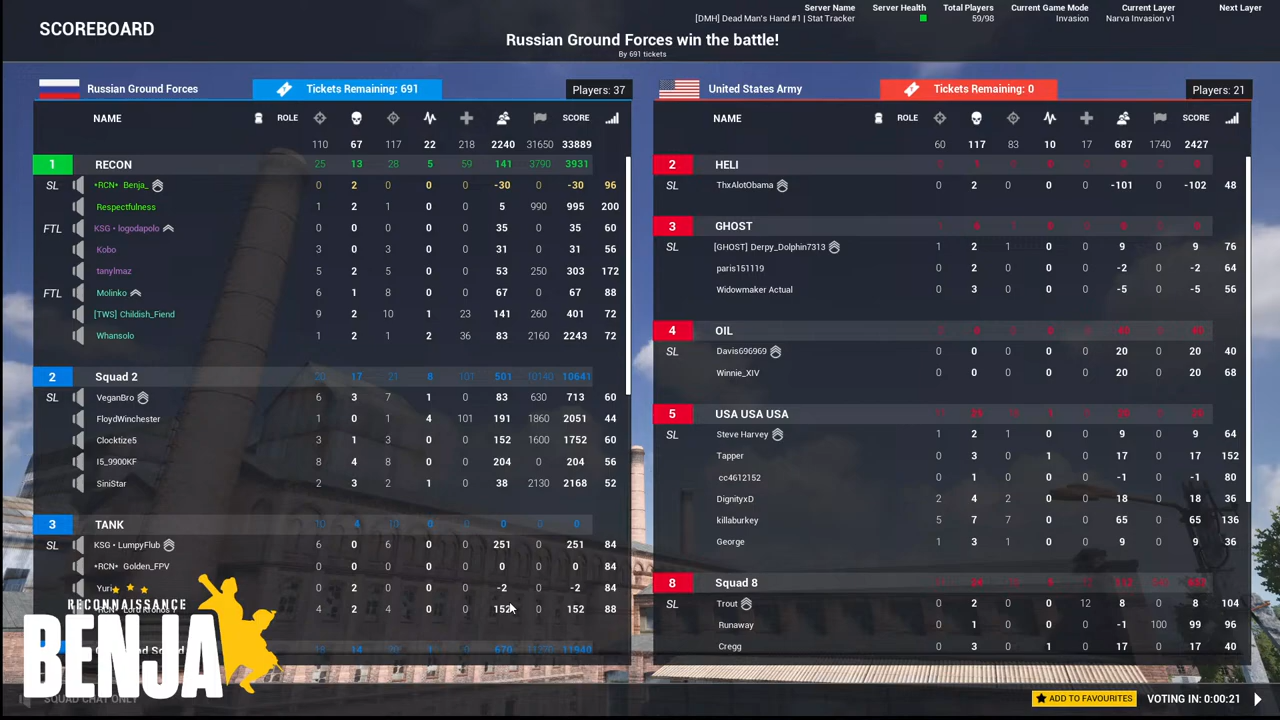 SCOREBOARD
Server Name Server Health Total Players Current Game Mode Current Layer Next Layer
[DMH] Dead Man's Hand #1 | Stat Tracker 59/98 Invasion Narva Invasion v1
Russian Ground Forces win the battle!
By 691 tickets
Russian Ground Forces Tickets Remaining: 691 Players: 37
NAME ROLE SCORE
110 67 117 22 218 2240 31650 33889
1 RECON 25 13 28 5 59 141 3790 3931
SL •RCN• Benja_ 0 2 0 0 0 -30 0 -30 96
Respectfulness 1 2 1 0 0 5 990 995 200
FTL KSG • logodapolo 0 0 0 0 0 35 0 35 60
Kobo 3 0 3 0 0 31 0 31 56
tanylmaz 5 2 5 0 0 53 250 303 172
FTL Molinko 6 1 8 0 0 67 0 67 88
[TWS] Childish_Fiend 9 2 10 1 23 141 260 401 72
Whansolo 1 2 1 2 36 83 2160 2243 72
2 Squad 2 20 17 21 8 101 501 10140 10641
SL VeganBro 6 3 7 1 0 83 630 713 60
FloydWinchester 1 0 1 4 101 191 1860 2051 44
Clocktize5 3 1 3 0 0 152 1600 1752 60
I5_9900KF 8 4 8 0 0 204 0 204 56
SiniStar 2 3 2 1 0 38 2130 2168 52
3 TANK 10 4 10 0 0 0 0 0
SL KSG • LumpyFlub 6 0 6 0 0 251 0 251 84
•RCN• Golden_FPV 0 0 0 0 0 0 0 0 84
Yuri 0 2 0 0 0 -2 0 -2 84
4 2 4 0 0 152 0 152 88
14 1 670 11940
RECONNAISSANCE
BENJA
SQUAD CHAT ONLY
United States Army Tickets Remaining: 0 Players: 21
NAME ROLE SCORE
60 117 83 10 17 687 1740 2427
2 HELI
SL ThxAlotObama 0 2 0 0 0 -101 0 -102 48
3 GHOST
SL [GHOST] Derpy_Dolphin7313 1 2 1 0 0 9 0 9 76
paris151119 0 2 0 0 0 -2 0 -2 64
Widowmaker Actual 0 3 0 0 0 -5 0 -5 56
4 OIL
SL Davis696969 0 0 0 0 0 20 0 20 40
Winnie_XIV 0 0 0 0 0 20 0 20 68
5 USA USA USA
SL Steve Harvey 1 2 1 0 0 9 0 9 64
Tapper 0 3 0 1 0 17 0 17 152
cc4612152 0 1 0 0 0 -1 0 -1 80
DignityxD 2 4 2 0 0 18 0 18 36
killaburkey 5 7 7 0 0 65 0 65 136
George 1 3 1 0 0 9 0 9 36
8 Squad 8
SL Trout 0 2 0 0 12 8 0 8 104
Runaway 0 1 0 0 0 -1 100 99 96
Cregg 0 3 0 1 0 17 0 17 40
ADD TO FAVOURITES VOTING IN: 0:00:21